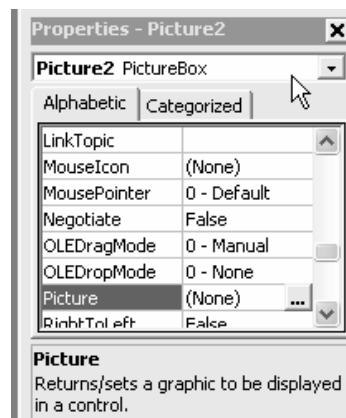 Properties - Picture2
Picture2 PictureBox
Alphabetic Categorized
LinkTopic
MouseIcon (None)
MousePointer 0 - Default
Negotiate False
OLEDragMode 0 - Manual
OLEDropMode 0 - None
Picture (None) ...
RightToLeft False
Picture
Returns/sets a graphic to be displayed
in a control.